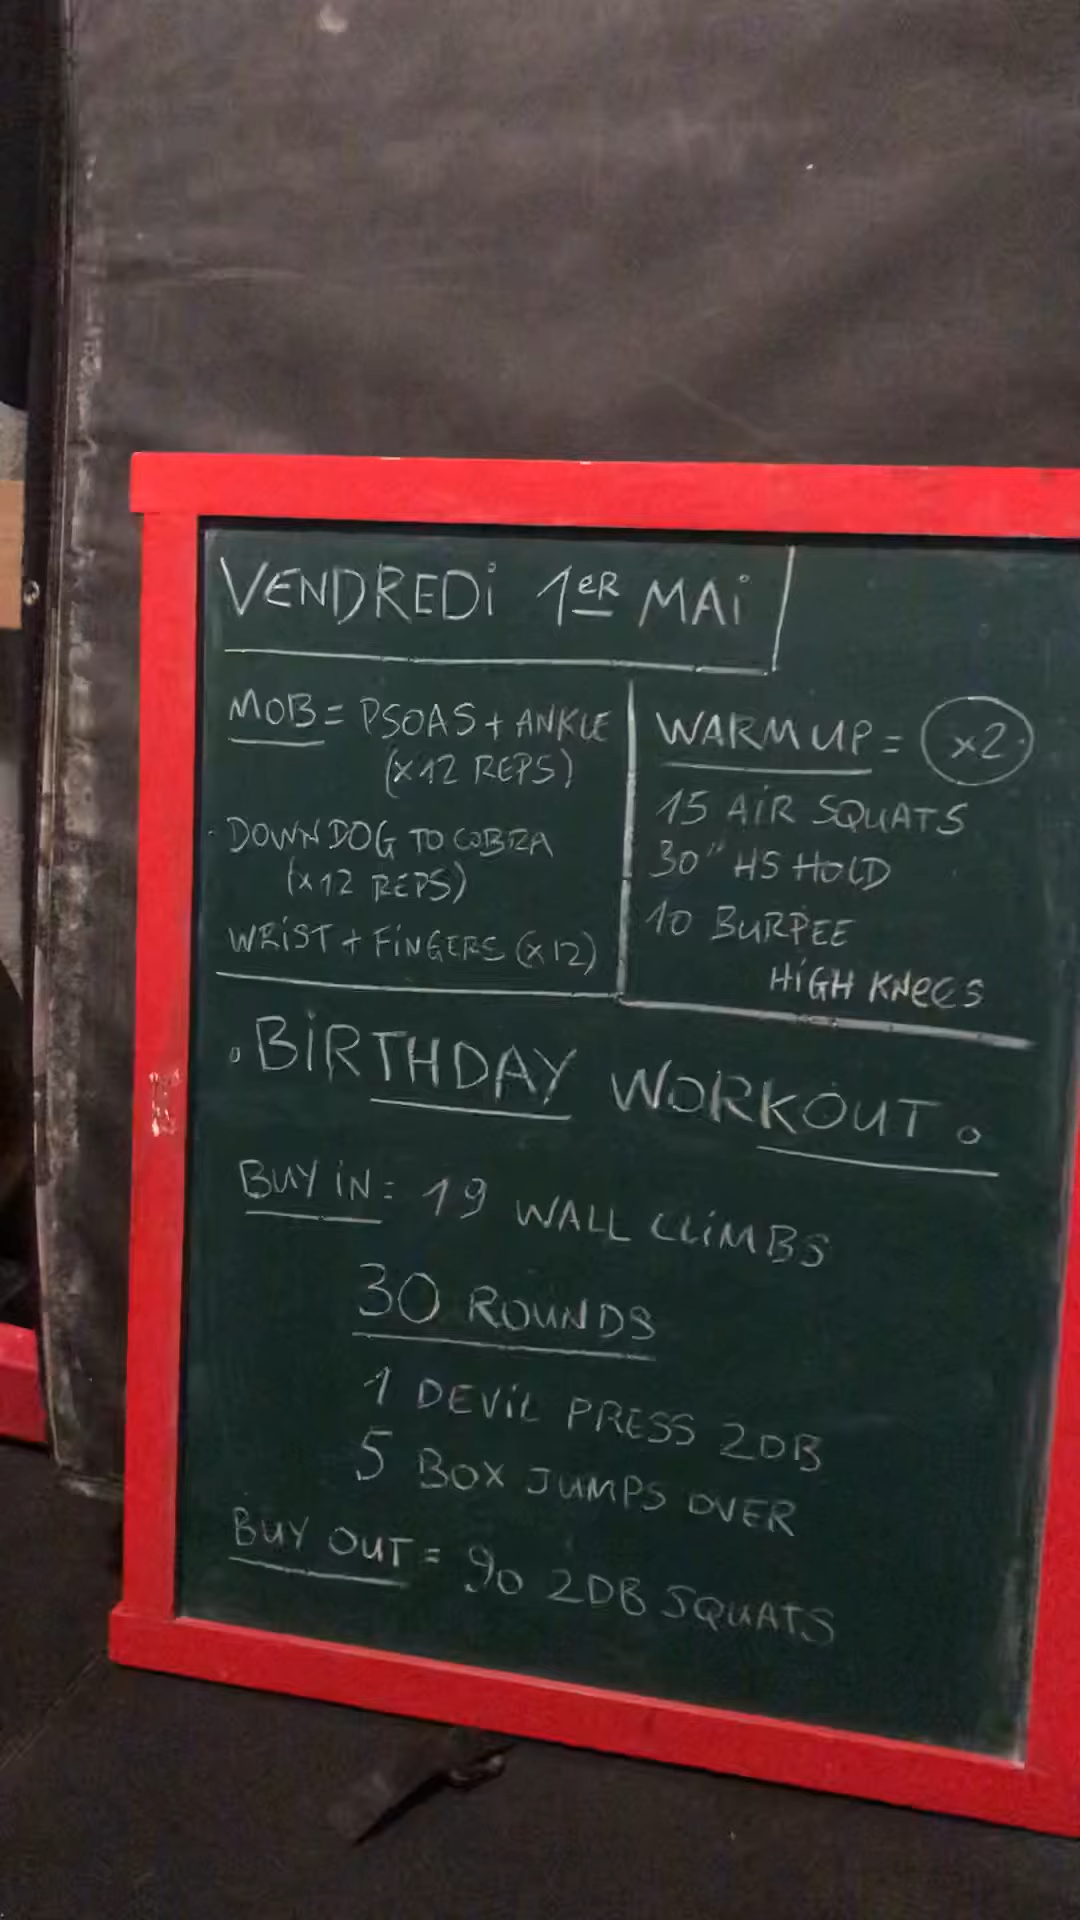 VENDREDI 1ER MAI
MOB = PSOAS + ANKLE
(x12 REPS)
DOWN DOG TO COBRA
(x12 REPS)
WRIST + FINGERS (x12)
WARM UP = x2
15 AIR SQUATS
30" HS HOLD
10 BURPEE
HIGH KNEES
BIRTHDAY WORKOUT
BUY IN = 19 WALL CLIMBS
30 ROUNDS
1 DEVIL PRESS 2DB
5 BOX JUMPS OVER
BUY OUT = 90 2DB SQUATS